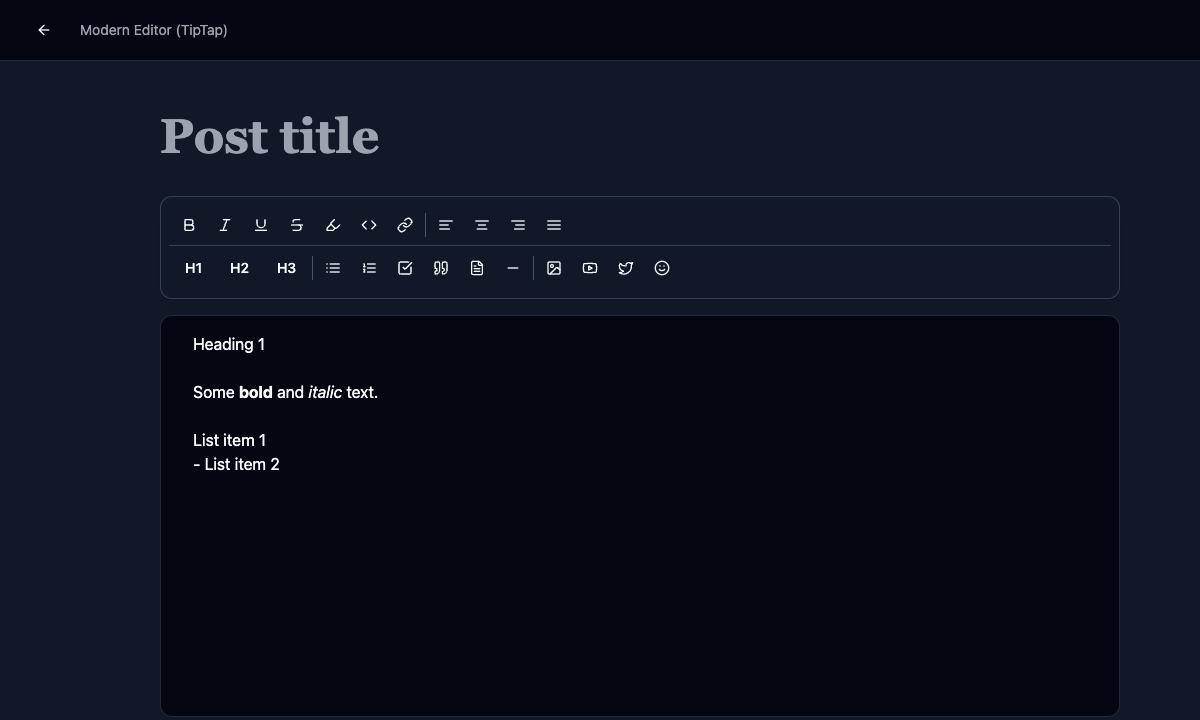 Modern Editor (TipTap)
Post title
H1 H2 H3
Heading 1
Some bold and italic text.
List item 1
- List item 2